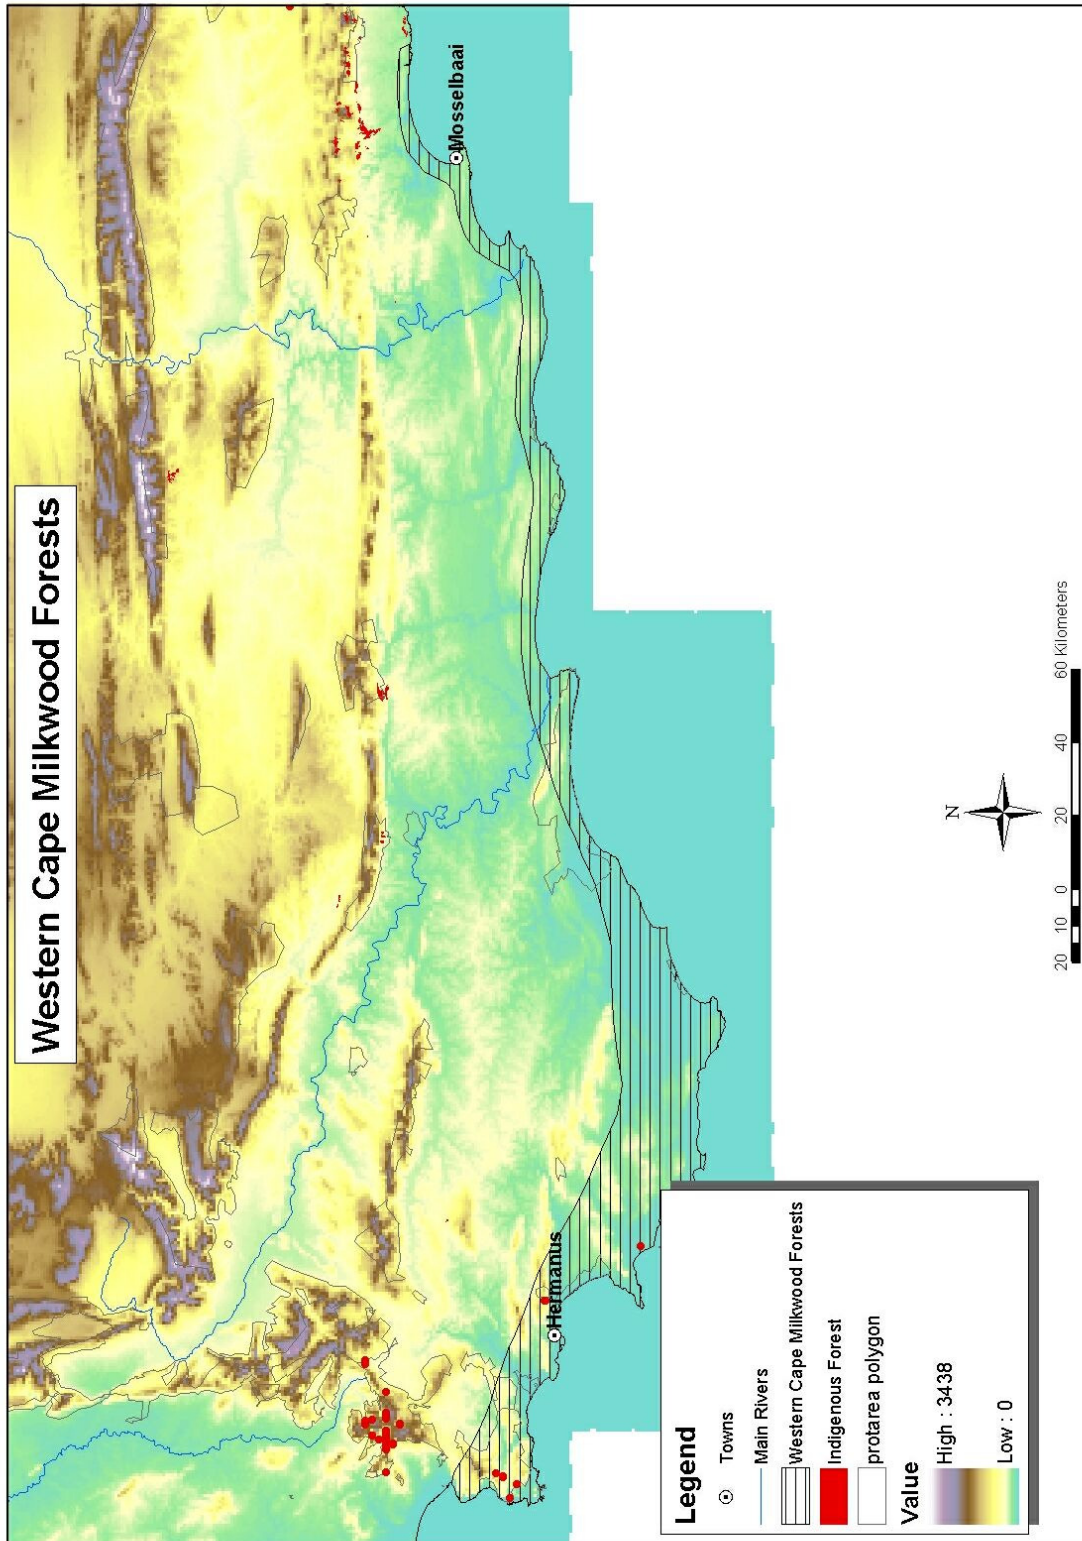 Western Cape Milkwood Forests
Mosselbaai
Hermanus
Legend
Towns
Main Rivers
Western Cape Milkwood Forests
Indigenous Forest
protarea polygon
Value
High : 3438
Low : 0
N
20 10 0 20 40 60 Kilometers